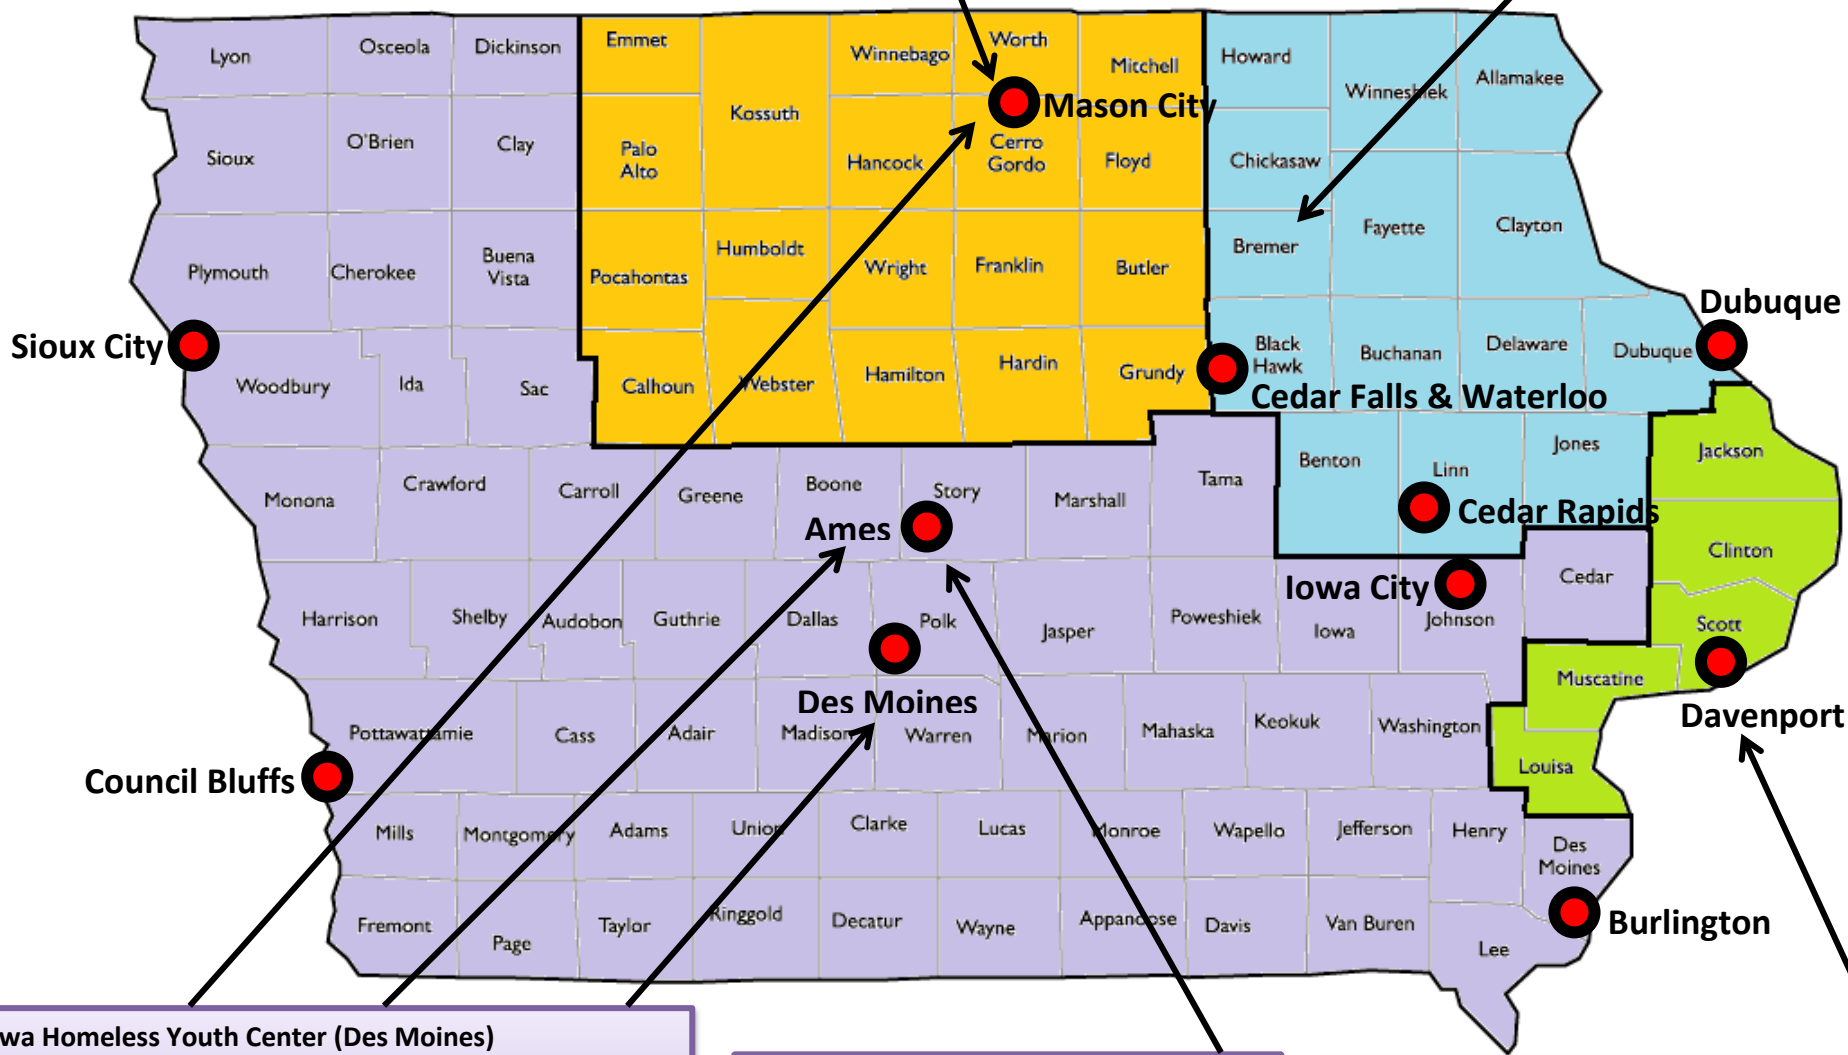 Lyon
Osceola
Dickinson
Emmet
Winnebago
Worth
Mitchell
Howard
Winneshiek
Allamakee
Kossuth
Mason City
Sioux
O'Brien
Clay
Palo
Alto
Hancock
Cerro
Gordo
Floyd
Chickasaw
Plymouth
Cherokee
Buena
Vista
Pocahontas
Humboldt
Wright
Franklin
Butler
Bremer
Fayette
Clayton
Sioux City
Dubuque
Woodbury
Ida
Sac
Calhoun
Webster
Hamilton
Hardin
Grundy
Black
Hawk
Buchanan
Delaware
Dubuque
Cedar Falls & Waterloo
Monona
Crawford
Carroll
Greene
Boone
Story
Marshall
Tama
Benton
Linn
Jones
Jackson
Ames
Cedar Rapids
Clinton
Iowa City
Cedar
Harrison
Shelby
Audobon
Guthrie
Dallas
Polk
Jasper
Poweshiek
Iowa
Johnson
Scott
Muscatine
Des Moines
Davenport
Pottawattamie
Cass
Adair
Madison
Warren
Marion
Mahaska
Keokuk
Washington
Louisa
Council Bluffs
Mills
Montgomery
Adams
Union
Clarke
Lucas
Monroe
Wapello
Jefferson
Henry
Des
Moines
Fremont
Page
Taylor
Ringgold
Decatur
Wayne
Appanoose
Davis
Van Buren
Lee
Burlington
wa Homeless Youth Center (Des Moines)